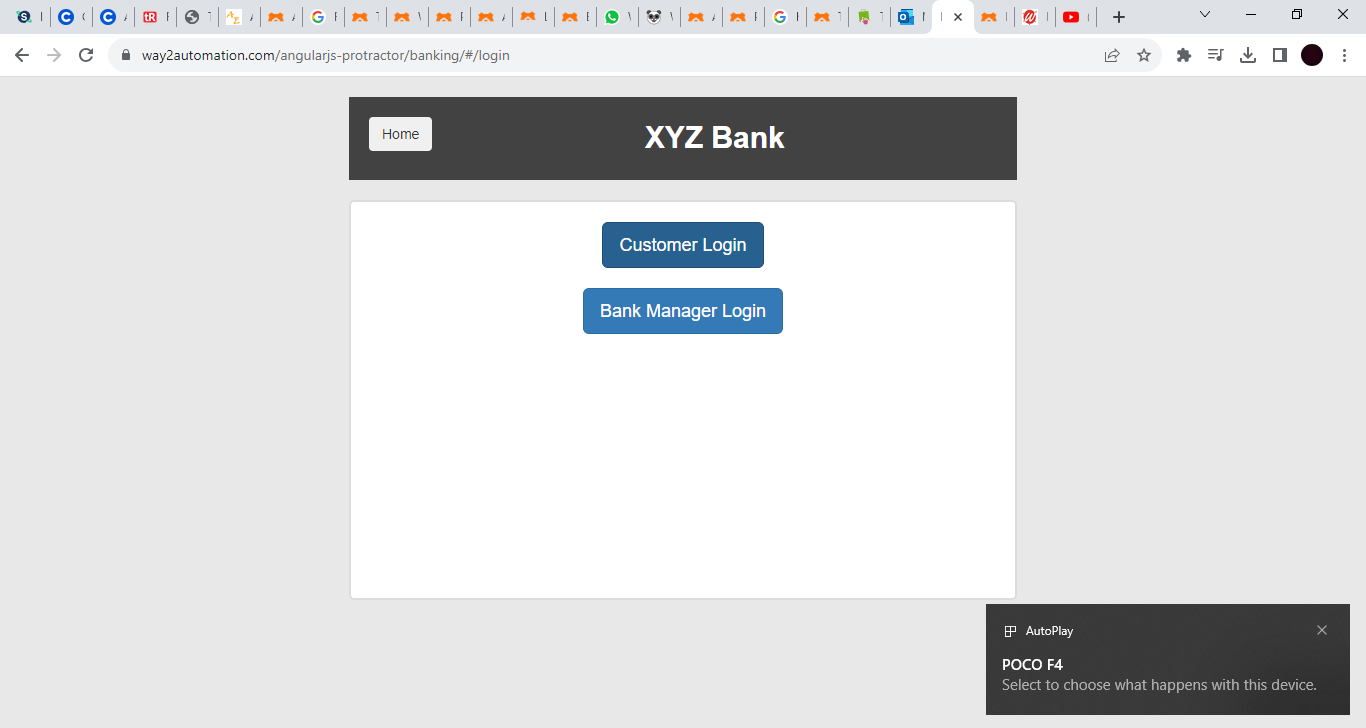 way2automation.com/angularjs-protractor/banking/#/login
Home
XYZ Bank
Customer Login
Bank Manager Login
AutoPlay
POCO F4
Select to choose what happens with this device.